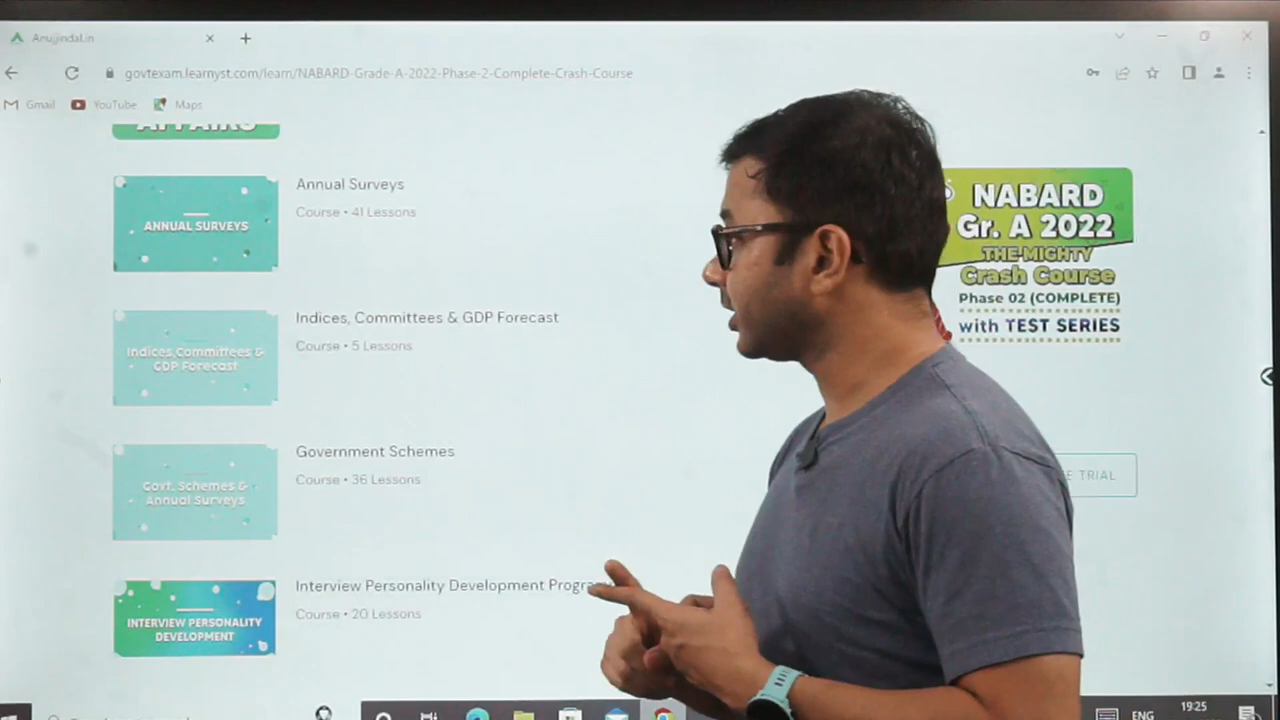 Anujjindal.in
govtexam.learnyst.com/learn/NABARD-Grade-A-2022-Phase-2-Complete-Crash-Course
Gmail
YouTube
Maps
AFFAIRS
ANNUAL SURVEYS
Annual Surveys
Course • 41 Lessons
Indices,Committees &
GDP Forecast
Indices, Committees & GDP Forecast
Course • 5 Lessons
Govt. Schemes &
Annual Surveys
Government Schemes
Course • 36 Lessons
INTERVIEW PERSONALITY
DEVELOPMENT
Interview Personality Development Progra
Course • 20 Lessons
NABARD
Gr. A 2022
THE MIGHTY
Crash Course
Phase 02 (COMPLETE)
with TEST SERIES
TRIAL
ENG
19:25